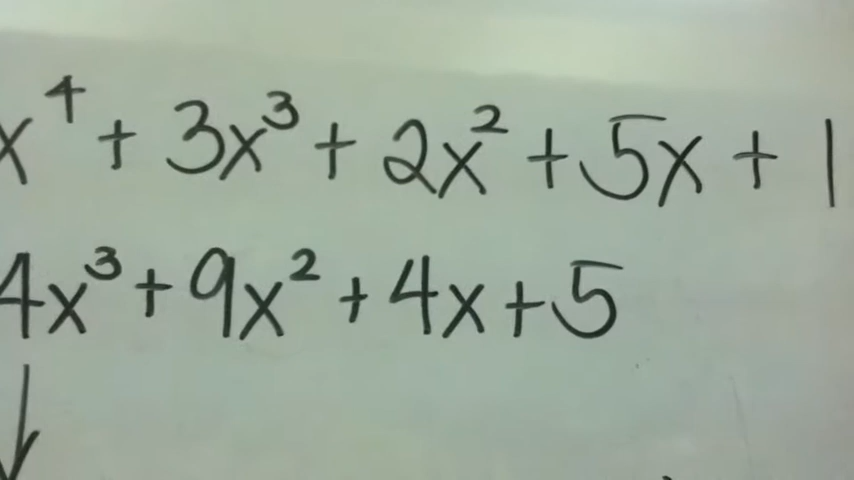 x⁴ + 3x³ + 2x² + 5x + 1
4x³ + 9x² + 4x + 5
↓